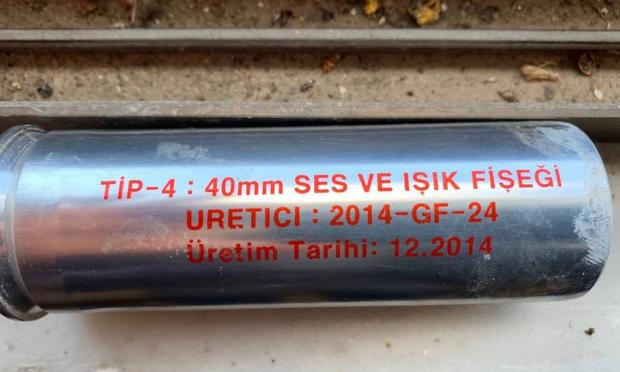 TİP-4 : 40mm SES VE IŞIK FİŞEĞİ
URETICI : 2014-GF-24
Üretim Tarihi: 12.2014